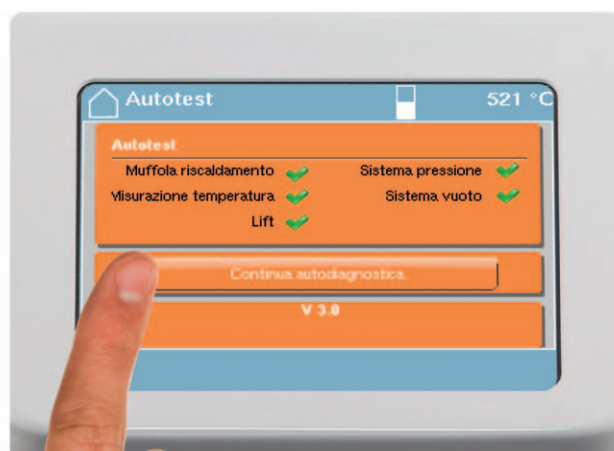 Autotest 521 °C
Autotest
Muffola riscaldamento Sistema pressione
Misurazione temperatura Sistema vuoto
Lift
Continua autodiagnostica.
V 3.0